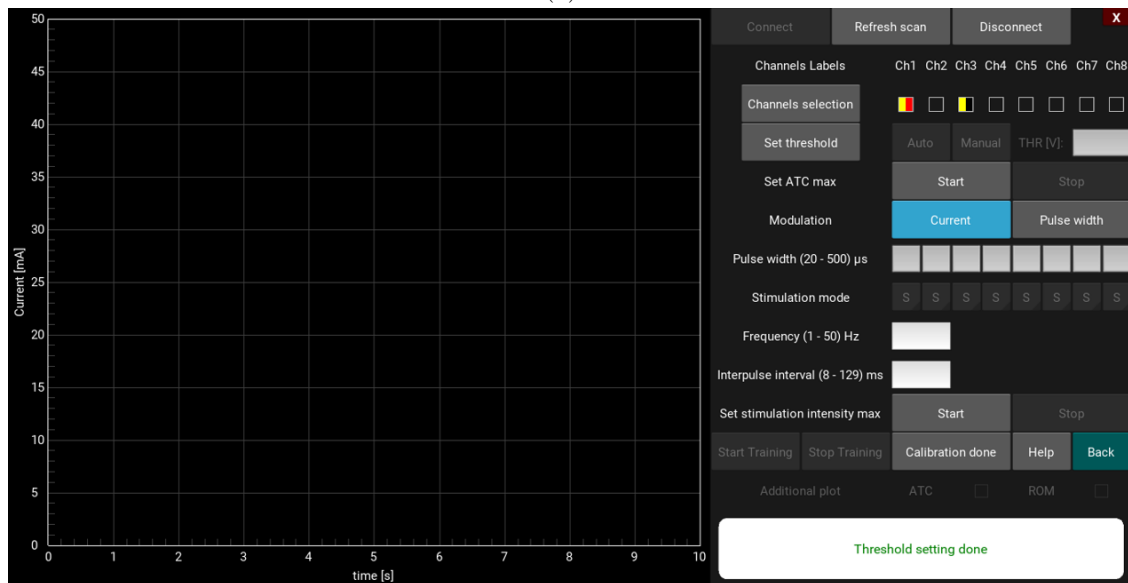 Connect Refresh scan Disconnect X
Channels Labels Ch1 Ch2 Ch3 Ch4 Ch5 Ch6 Ch7 Ch8
Channels selection
Set threshold Auto Manual THR [V]:
Set ATC max Start Stop
Modulation Current Pulse width
Pulse width (20 - 500) µs
Stimulation mode S S S S S S S S
Frequency (1 - 50) Hz
Interpulse interval (8 - 129) ms
Set stimulation intensity max Start Stop
Start Training Stop Training Calibration done Help Back
Additional plot ATC ROM
Threshold setting done
50
45
40
35
30
25
20
15
10
5
0
Current [mA]
0 1 2 3 4 5 6 7 8 9 10
time [s]